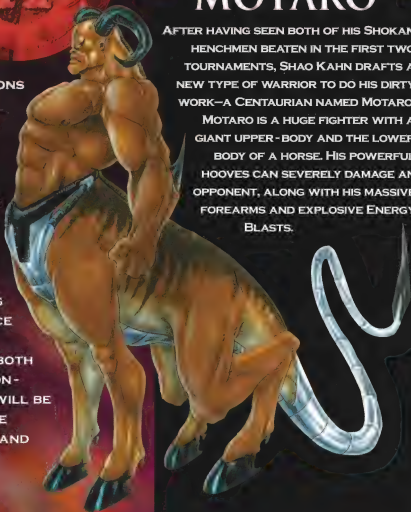 MOTARO
AFTER HAVING SEEN BOTH OF HIS SHOKAN
HENCHMEN BEATEN IN THE FIRST TWO
TOURNAMENTS, SHAO KAHN DRAFTS A
NEW TYPE OF WARRIOR TO DO HIS DIRTY
WORK—A CENTAURIAN NAMED MOTARO.
MOTARO IS A HUGE FIGHTER WITH A
GIANT UPPER-BODY AND THE LOWER
BODY OF A HORSE. HIS POWERFUL
HOOVES CAN SEVERELY DAMAGE AN
OPPONENT, ALONG WITH HIS MASSIVE
FOREARMS AND EXPLOSIVE ENERGY
BLASTS.
ONS
G
CE
BOTH
ON-
WILL BE
E
AND